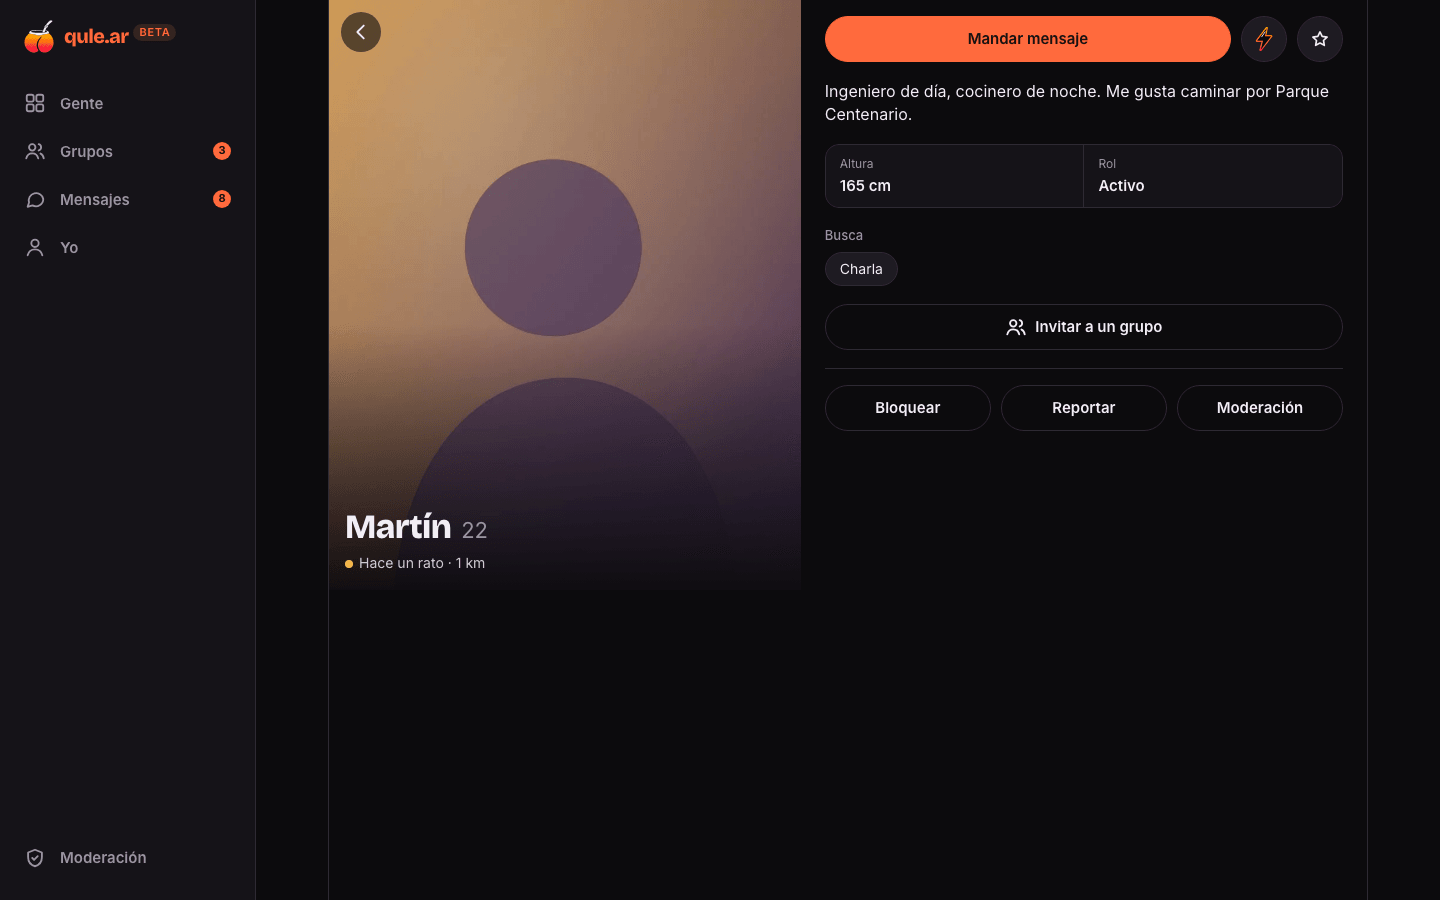 qule.ar BETA
Gente
Grupos 3
Mensajes 8
Yo
Moderación
Martín 22
Hace un rato · 1 km
Mandar mensaje
Ingeniero de día, cocinero de noche. Me gusta caminar por Parque
Centenario.
Altura
165 cm
Rol
Activo
Busca
Charla
Invitar a un grupo
Bloquear
Reportar
Moderación